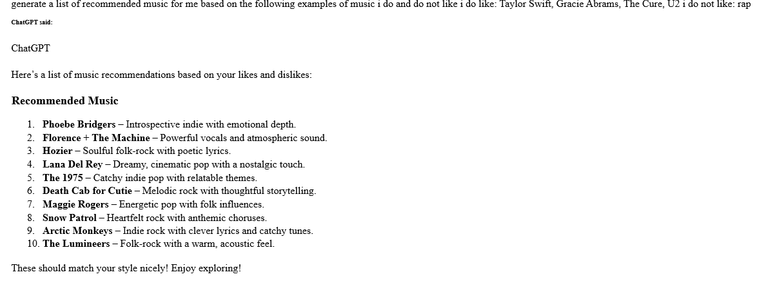 generate a list of recommended music for me based on the following examples of music i do and do not like i do like: Taylor Swift, Gracie Abrams, The Cure, U2 i do not like: rap
ChatGPT said:
ChatGPT
Here's a list of music recommendations based on your likes and dislikes:
Recommended Music
1. Phoebe Bridgers – Introspective indie with emotional depth.
2. Florence + The Machine – Powerful vocals and atmospheric sound.
3. Hozier – Soulful folk-rock with poetic lyrics.
4. Lana Del Rey – Dreamy, cinematic pop with a nostalgic touch.
5. The 1975 – Catchy indie pop with relatable themes.
6. Death Cab for Cutie – Melodic rock with thoughtful storytelling.
7. Maggie Rogers – Energetic pop with folk influences.
8. Snow Patrol – Heartfelt rock with anthemic choruses.
9. Arctic Monkeys – Indie rock with clever lyrics and catchy tunes.
10. The Lumineers – Folk-rock with a warm, acoustic feel.
These should match your style nicely! Enjoy exploring!